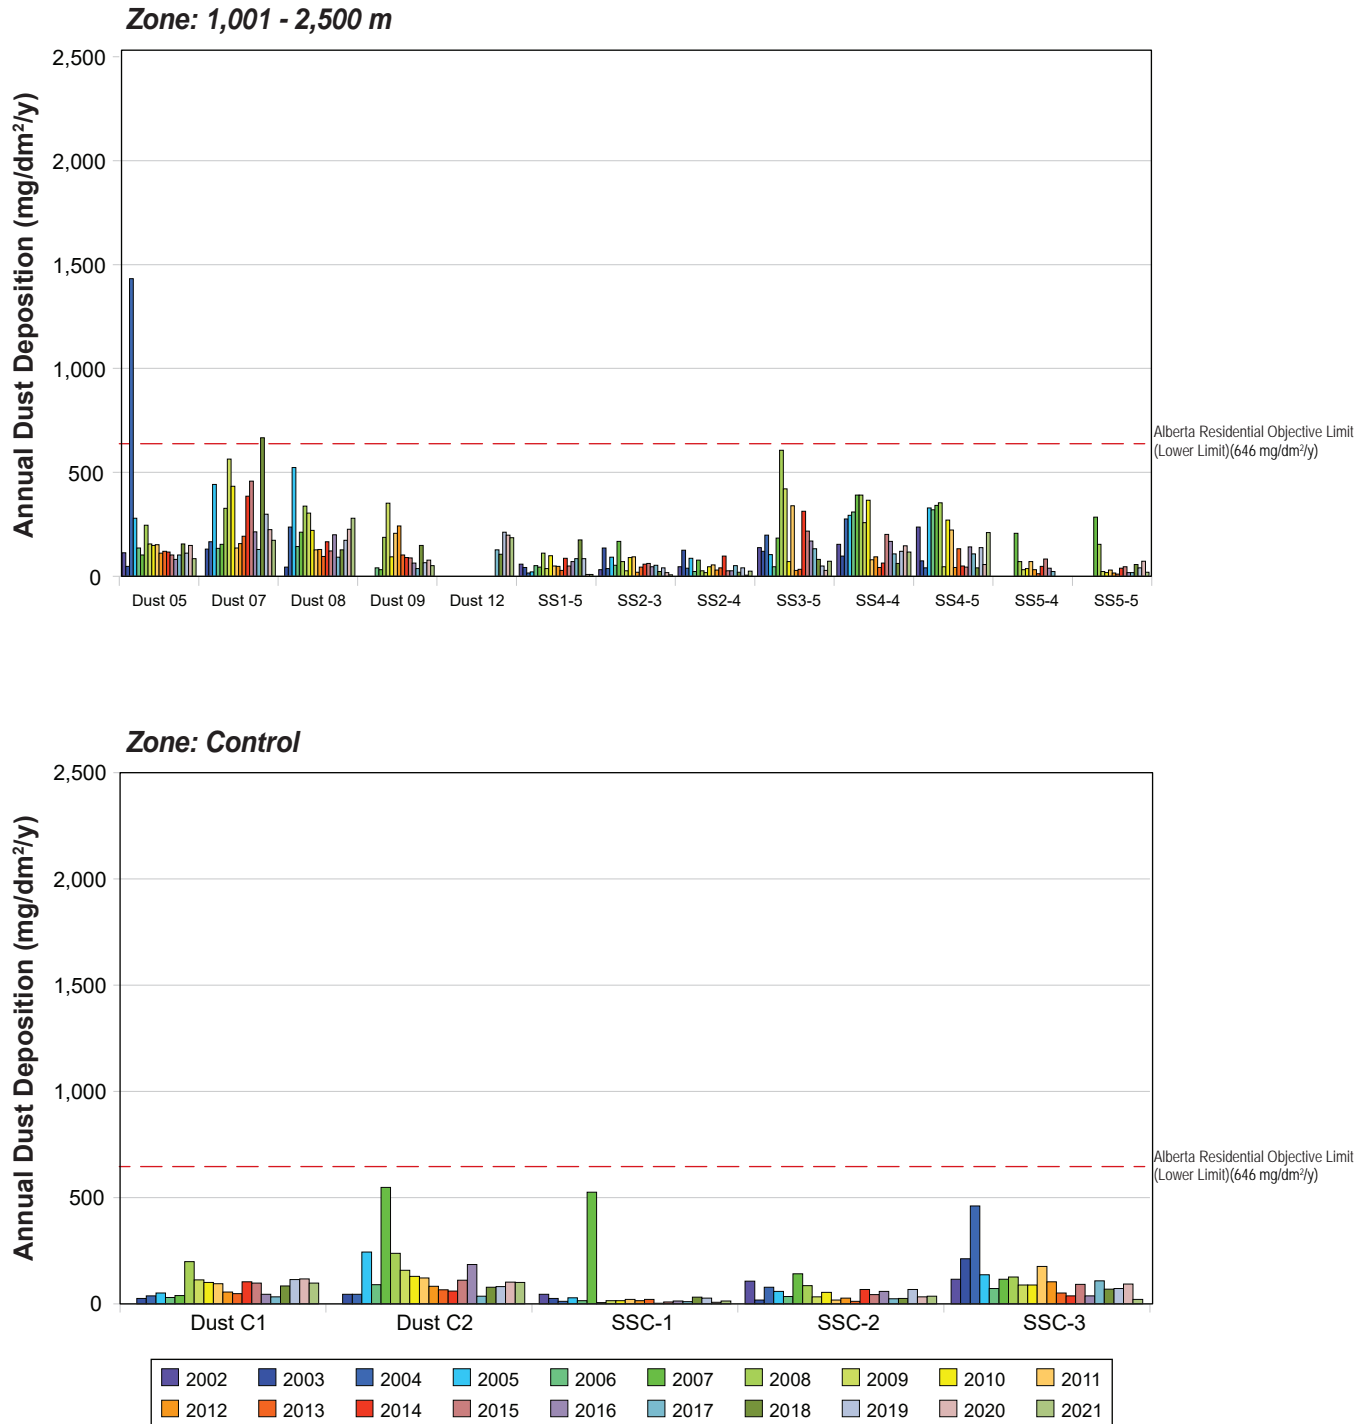 Zone: 1,001 - 2,500 m
Annual Dust Deposition (mg/dm²/y)
2,500
2,000
1,500
1,000
500
0
Alberta Residential Objective Limit
(Lower Limit)(646 mg/dm²/y)
Dust 05 Dust 07 Dust 08 Dust 09 Dust 12 SS1-5 SS2-3 SS2-4 SS3-5 SS4-4 SS4-5 SS5-4 SS5-5
Zone: Control
Annual Dust Deposition (mg/dm²/y)
2,500
2,000
1,500
1,000
500
0
Alberta Residential Objective Limit
(Lower Limit)(646 mg/dm²/y)
Dust C1 Dust C2 SSC-1 SSC-2 SSC-3
2002 2003 2004 2005 2006 2007 2008 2009 2010 2011
2012 2013 2014 2015 2016 2017 2018 2019 2020 2021